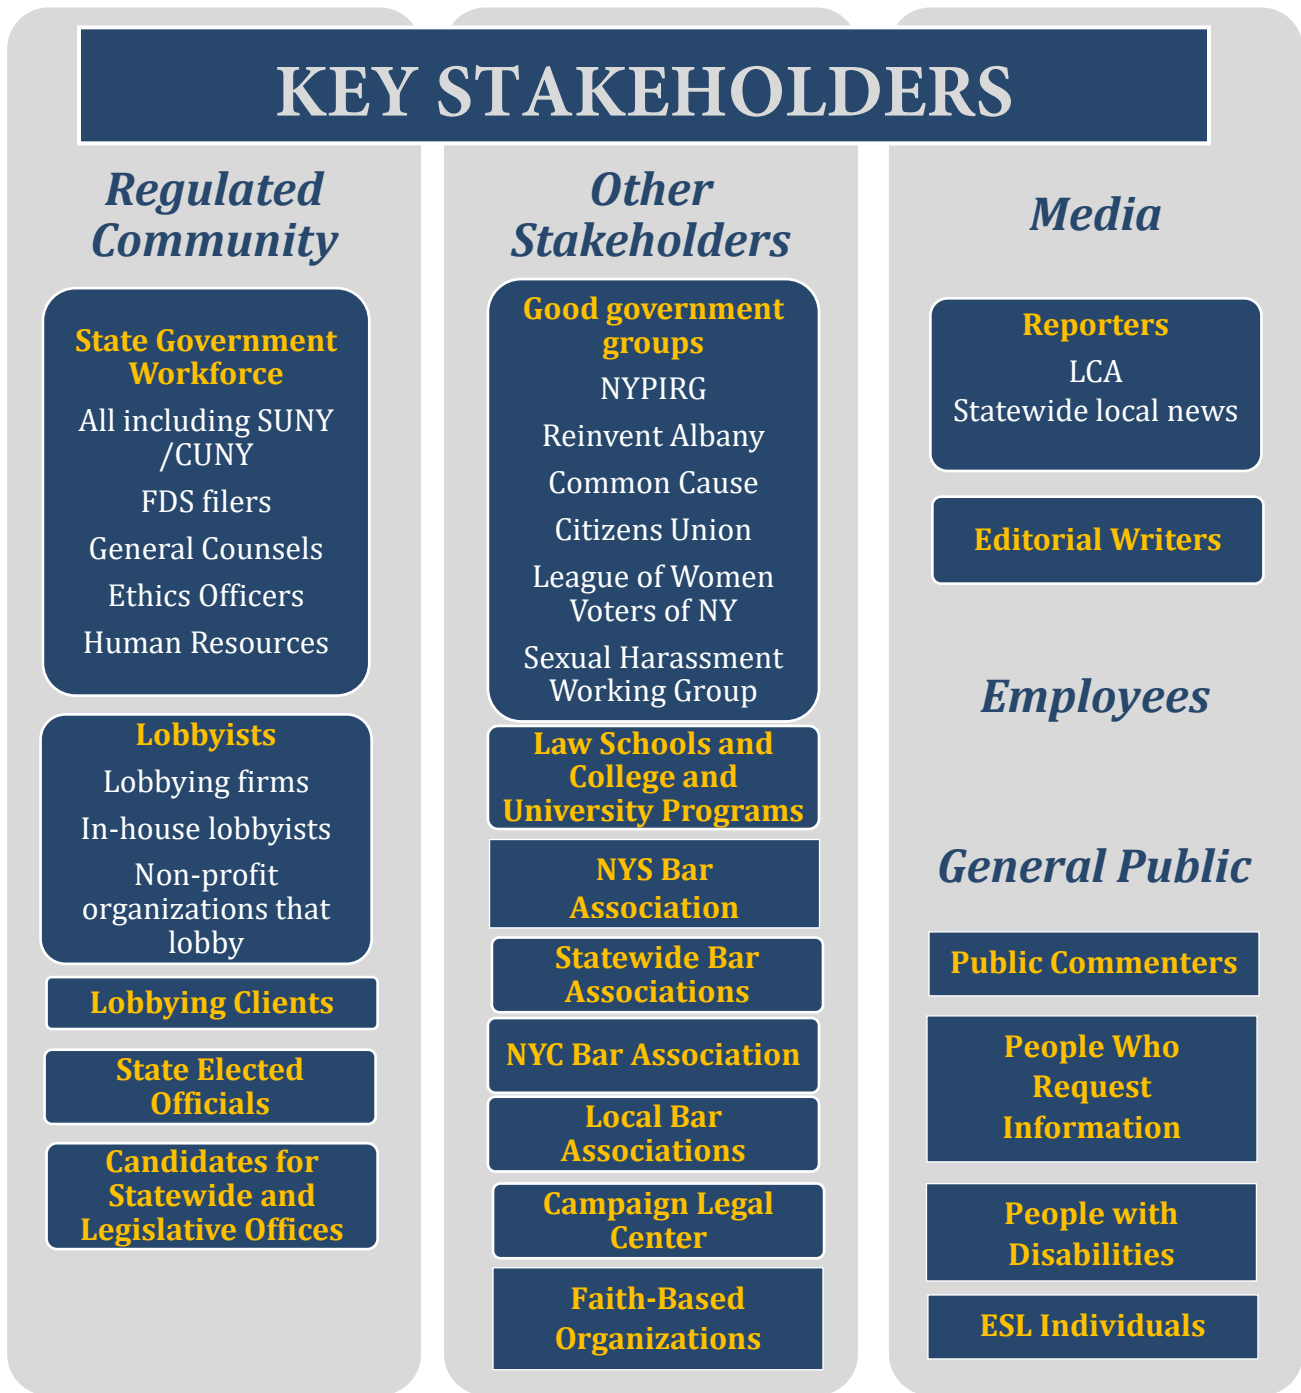 KEY STAKEHOLDERS
Regulated
Community
State Government
Workforce
All including SUNY
/CUNY
FDS filers
General Counsels
Ethics Officers
Human Resources
Lobbyists
Lobbying firms
In-house lobbyists
Non-profit
organizations that
lobby
Lobbying Clients
State Elected
Officials
Candidates for
Statewide and
Legislative Offices
Other
Stakeholders
Good government
groups
NYPIRG
Reinvent Albany
Common Cause
Citizens Union
League of Women
Voters of NY
Sexual Harassment
Working Group
Law Schools and
College and
University Programs
NYS Bar
Association
Statewide Bar
Associations
NYC Bar Association
Local Bar
Associations
Campaign Legal
Center
Faith-Based
Organizations
Media
Reporters
LCA
Statewide local news
Editorial Writers
Employees
General Public
Public Commenters
People Who
Request
Information
People with
Disabilities
ESL Individuals